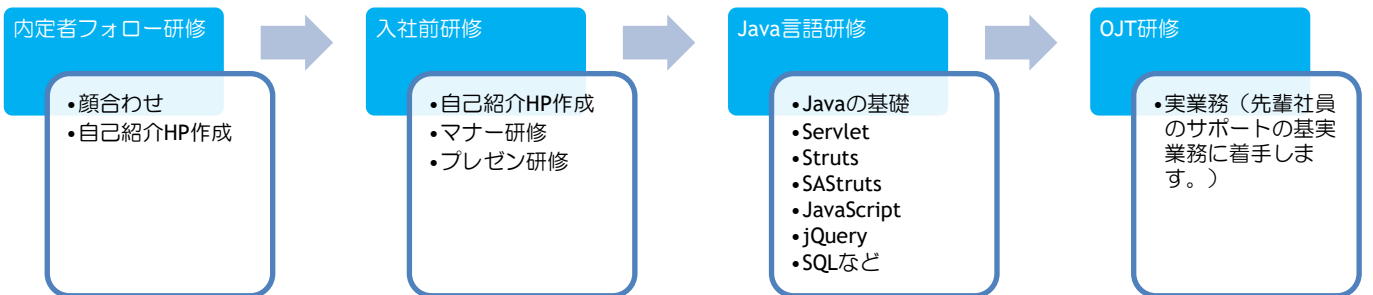 内定者フォロー研修
•顔合わせ
•自己紹介HP作成
入社前研修
•自己紹介HP作成
•マナー研修
•プレゼン研修
Java言語研修
•Javaの基礎
•Servlet
•Struts
•SAStruts
•JavaScript
•jQuery
•SQLなど
OJT研修
•実業務（先輩社員
のサポートの基実
業務に着手しま
す。）